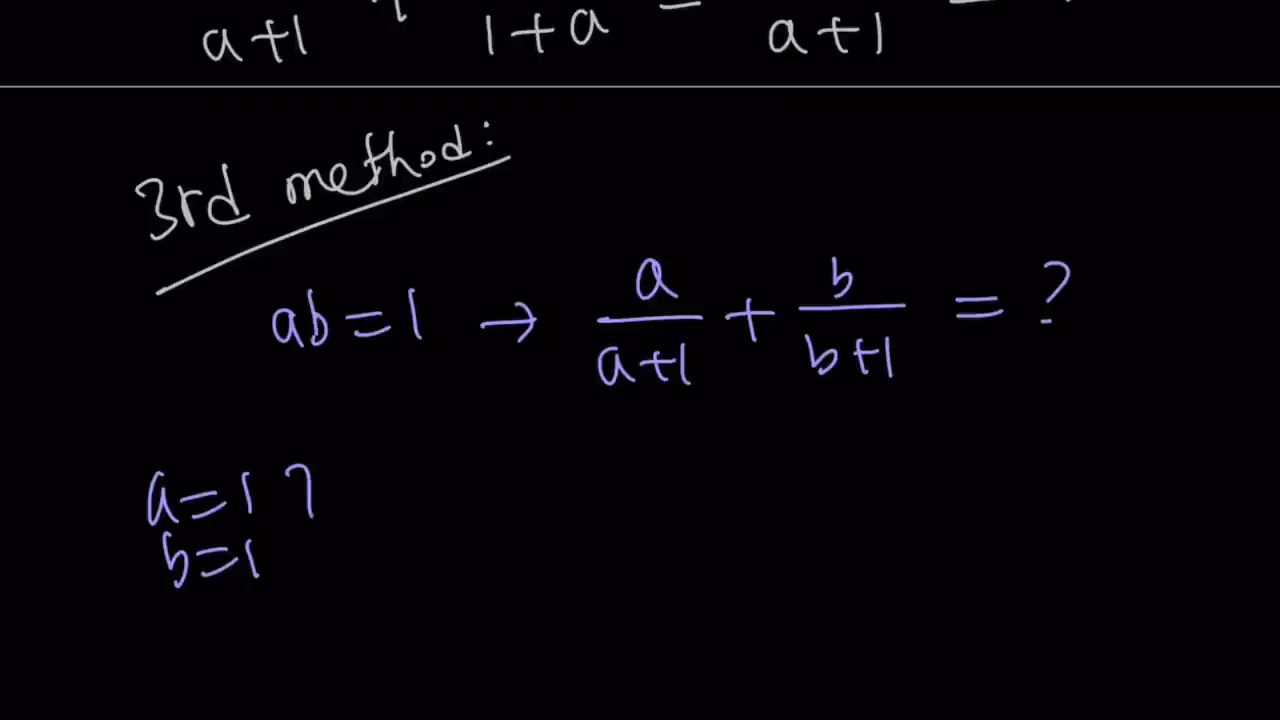 a+1 1+a = a+1
3rd method:
ab=1 → a/(a+1) + b/(b+1) = ?
a=1
b=1